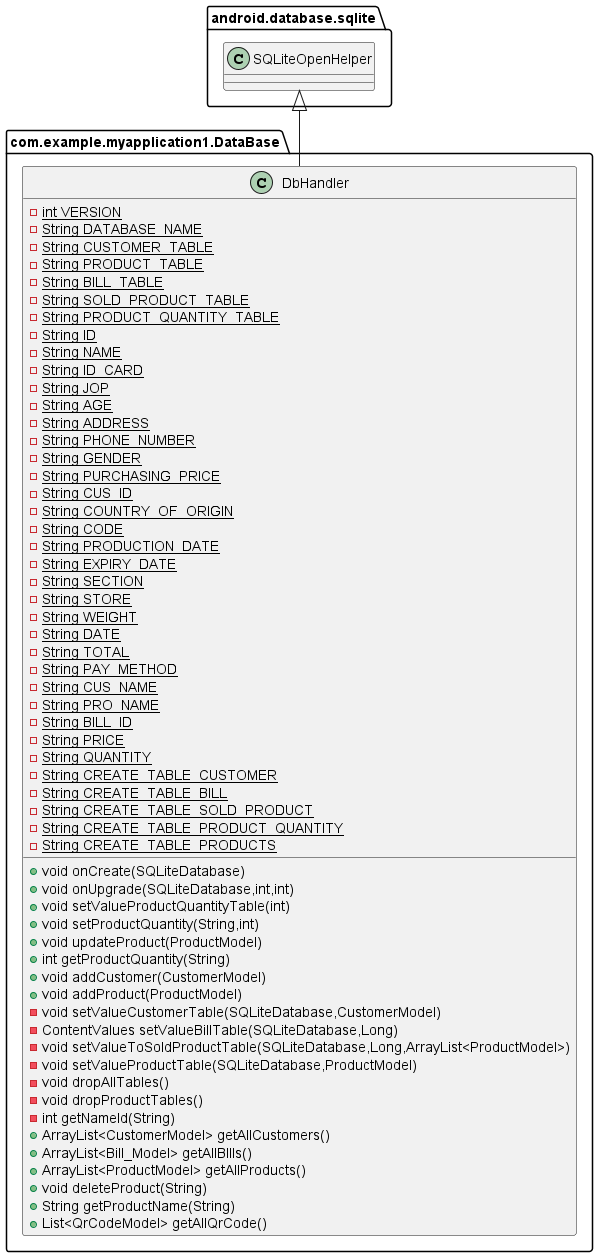 android.database.sqlite
C SQLiteOpenHelper
com.example.myapplication1.DataBase
C DbHandler
int VERSION
String DATABASE_NAME
String CUSTOMER_TABLE
String PRODUCT_TABLE
String BILL_TABLE
String SOLD_PRODUCT_TABLE
String PRODUCT_QUANTITY_TABLE
String ID
String NAME
String ID_CARD
String JOP
String AGE
String ADDRESS
String PHONE_NUMBER
String GENDER
String PURCHASING_PRICE
String CUS_ID
String COUNTRY_OF_ORIGIN
String CODE
String PRODUCTION_DATE
String EXPIRY_DATE
String SECTION
String STORE
String WEIGHT
String DATE
String TOTAL
String PAY_METHOD
String CUS_NAME
String PRO_NAME
String BILL_ID
String PRICE
String QUANTITY
String CREATE_TABLE_CUSTOMER
String CREATE_TABLE_BILL
String CREATE_TABLE_SOLD_PRODUCT
String CREATE_TABLE_PRODUCT_QUANTITY
String CREATE_TABLE_PRODUCTS
void onCreate(SQLiteDatabase)
void onUpgrade(SQLiteDatabase,int,int)
void setValueProductQuantityTable(int)
void setProductQuantity(String,int)
void updateProduct(ProductModel)
int getProductQuantity(String)
void addCustomer(CustomerModel)
void addProduct(ProductModel)
void setValueCustomerTable(SQLiteDatabase,CustomerModel)
ContentValues setValueBillTable(SQLiteDatabase,Long)
void setValueToSoldProductTable(SQLiteDatabase,Long,ArrayList<ProductModel>)
void setValueProductTable(SQLiteDatabase,ProductModel)
void dropAllTables()
void dropProductTables()
int getNameId(String)
ArrayList<CustomerModel> getAllCustomers()
ArrayList<Bill_Model> getAllBIlls()
ArrayList<ProductModel> getAllProducts()
void deleteProduct(String)
String getProductName(String)
List<QrCodeModel> getAllQrCode()